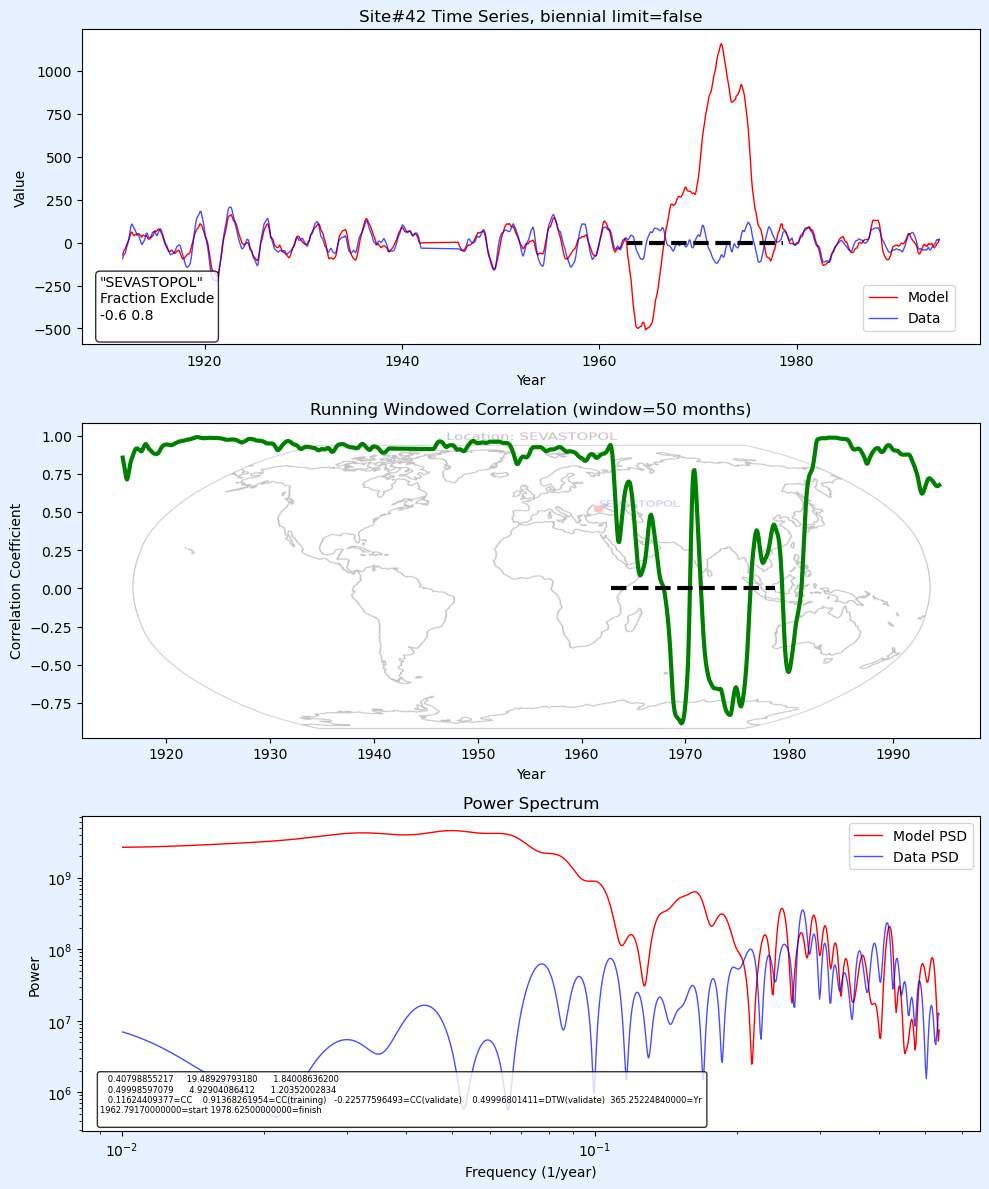 Site#42 Time Series, biennial limit=false
Value
1000
750
500
250
0
−250
−500
"SEVASTOPOL"
Fraction Exclude
-0.6 0.8
Model
Data
1920
1940
1960
1980
Year
Running Windowed Correlation (window=50 months)
Location: SEVASTOPOL
SEVASTOPOL
Correlation Coefficient
1.00
0.75
0.50
0.25
0.00
−0.25
−0.50
−0.75
1920
1930
1940
1950
1960
1970
1980
1990
Year
Power Spectrum
Model PSD
Data PSD
Power
10⁹
10⁸
10⁷
10⁶
0.40798855217 19.48929793180 1.84008636200
0.49998597079 4.92904086412 1.20352002834
0.11624409377=CC 0.91368261954=CC(training) -0.22577596493=CC(validate) 0.49996801411=DTW(validate) 365.25224840000=Yr
1962.79170000000=start 1978.62500000000=finish
10⁻²
10⁻¹
Frequency (1/year)